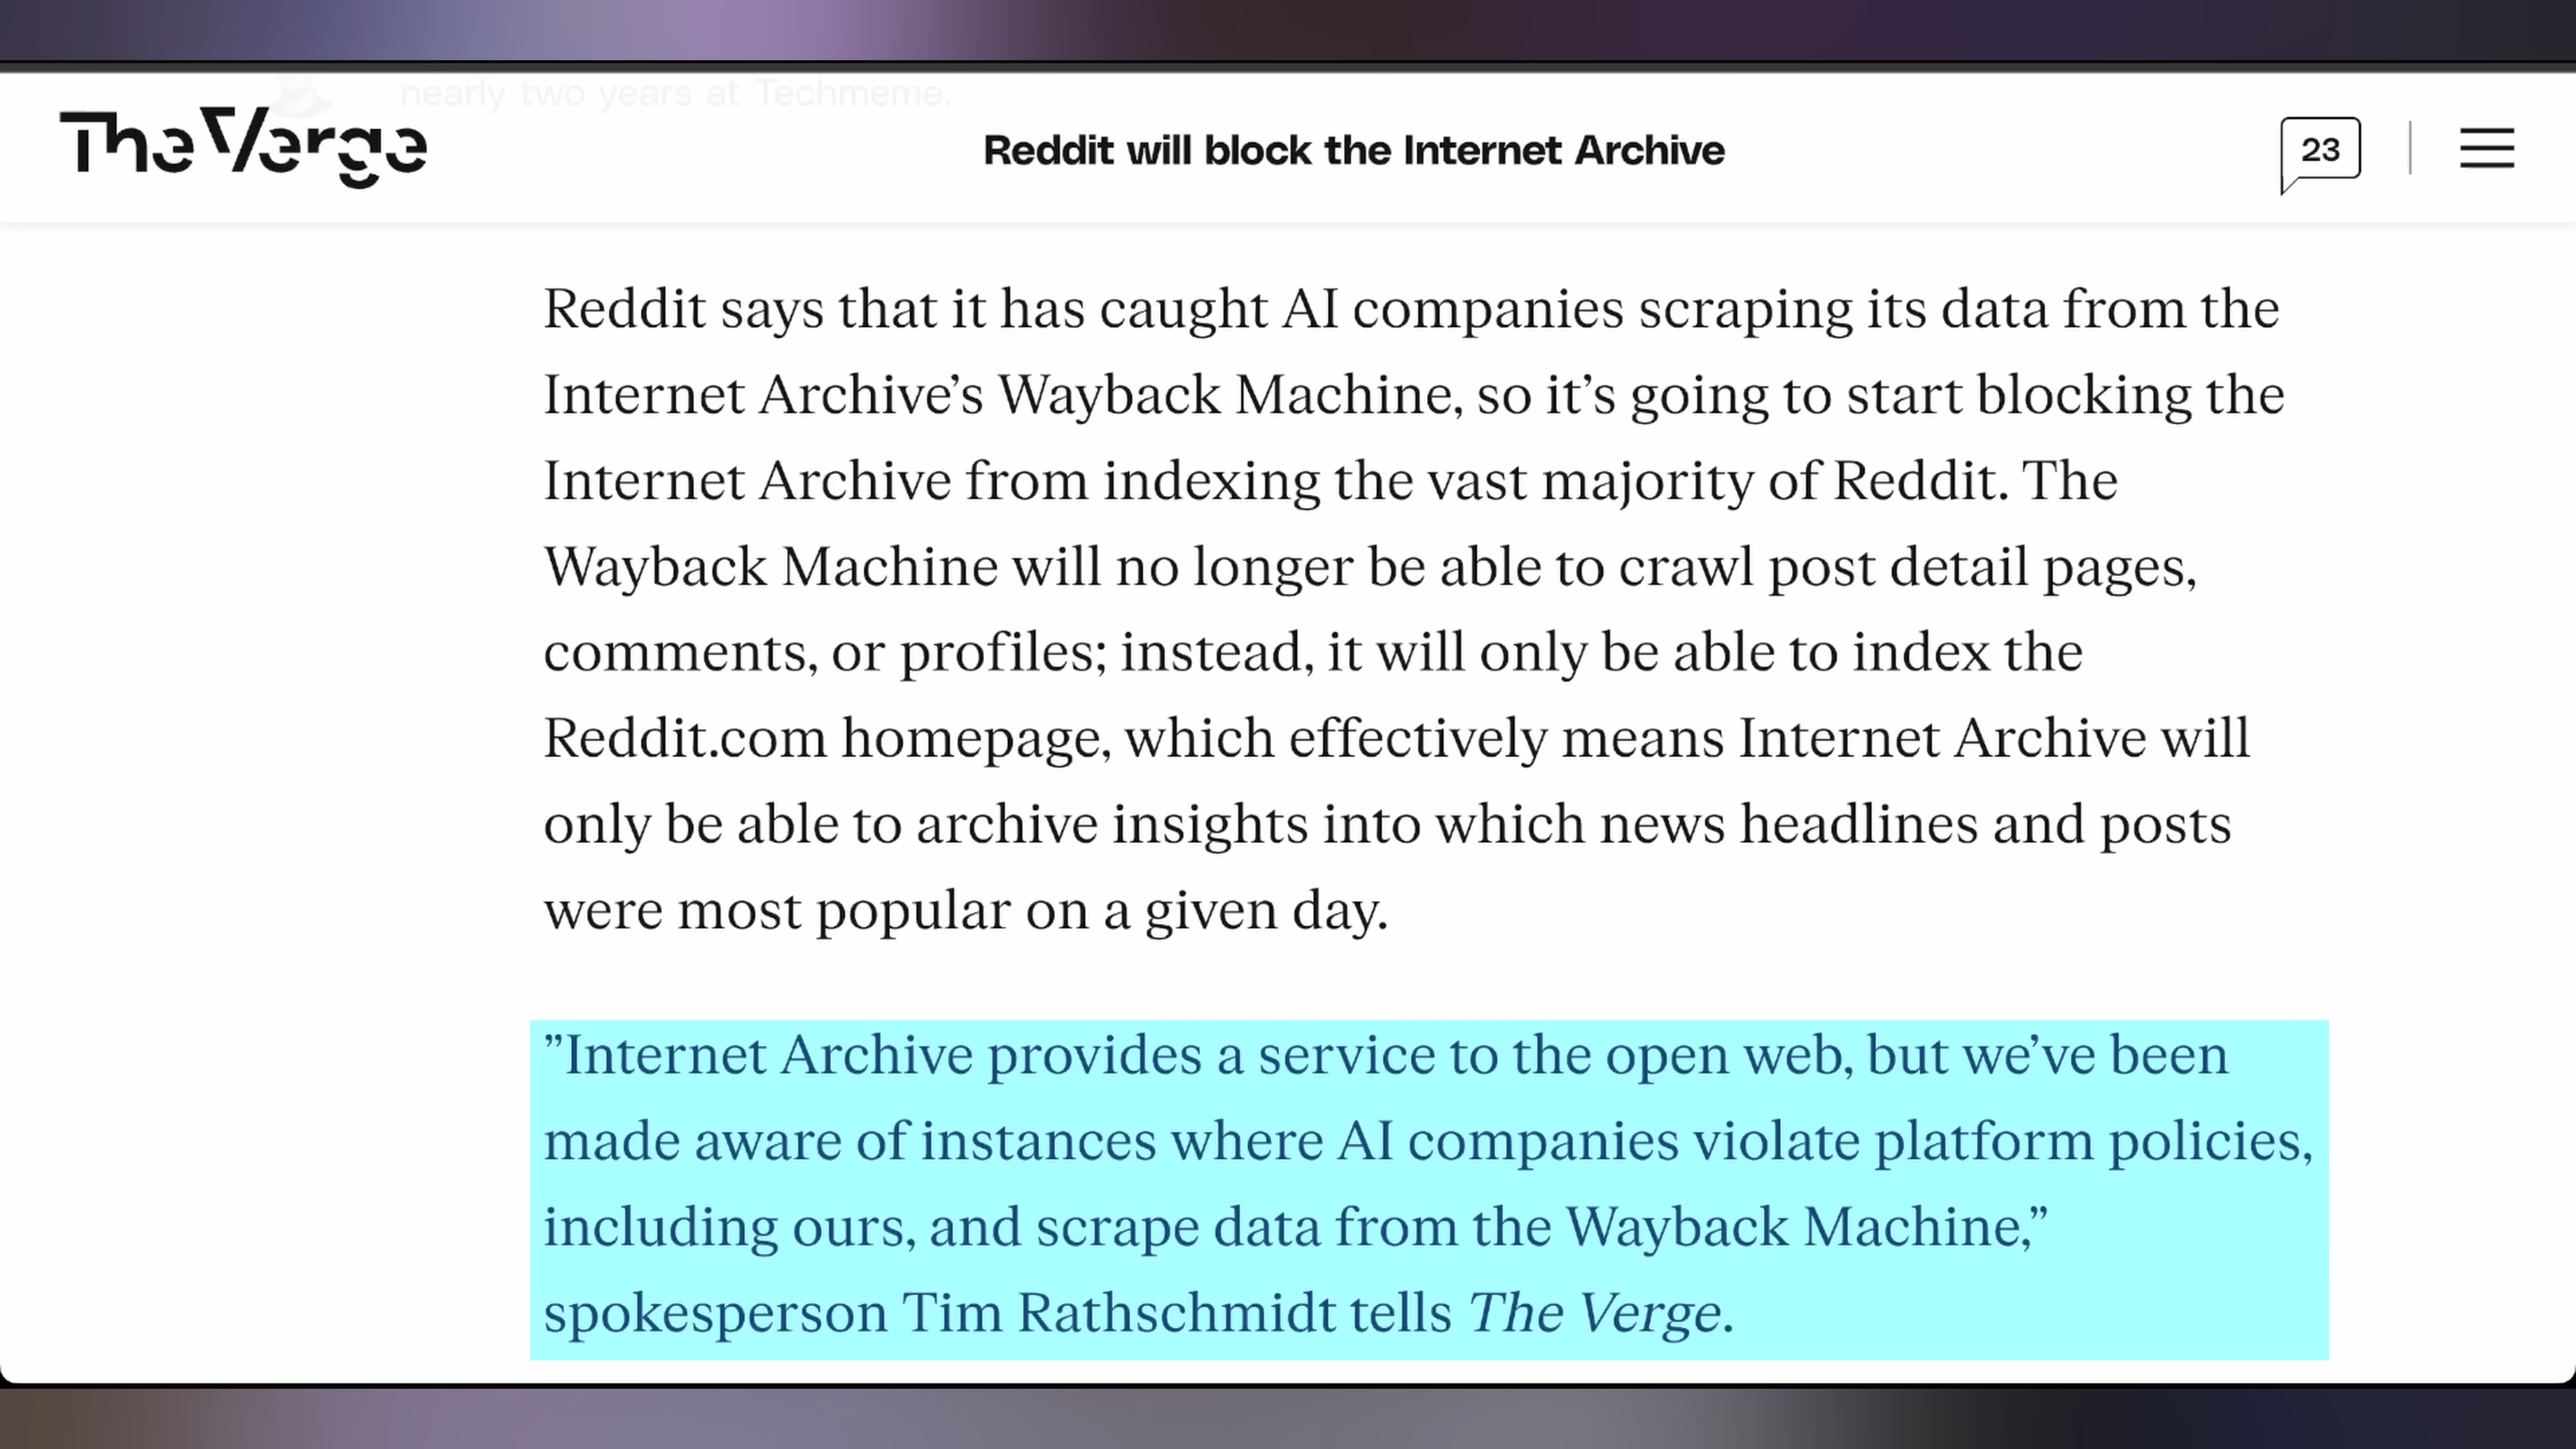 nearly two years at Techmeme.
The Verge
Reddit will block the Internet Archive
23
Reddit says that it has caught AI companies scraping its data from the
Internet Archive’s Wayback Machine, so it’s going to start blocking the
Internet Archive from indexing the vast majority of Reddit. The
Wayback Machine will no longer be able to crawl post detail pages,
comments, or profiles; instead, it will only be able to index the
Reddit.com homepage, which effectively means Internet Archive will
only be able to archive insights into which news headlines and posts
were most popular on a given day.
”Internet Archive provides a service to the open web, but we’ve been
made aware of instances where AI companies violate platform policies,
including ours, and scrape data from the Wayback Machine,”
spokesperson Tim Rathschmidt tells The Verge.